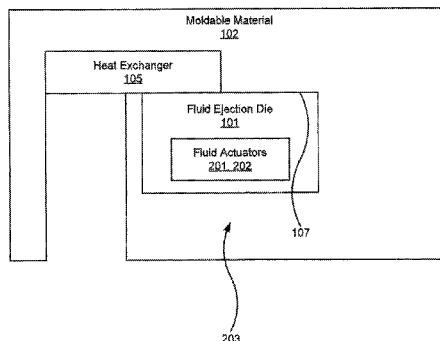 Moldable Material
102
Heat Exchanger
105
Fluid Ejection Die
101
Fluid Actuators
201, 202
107
203